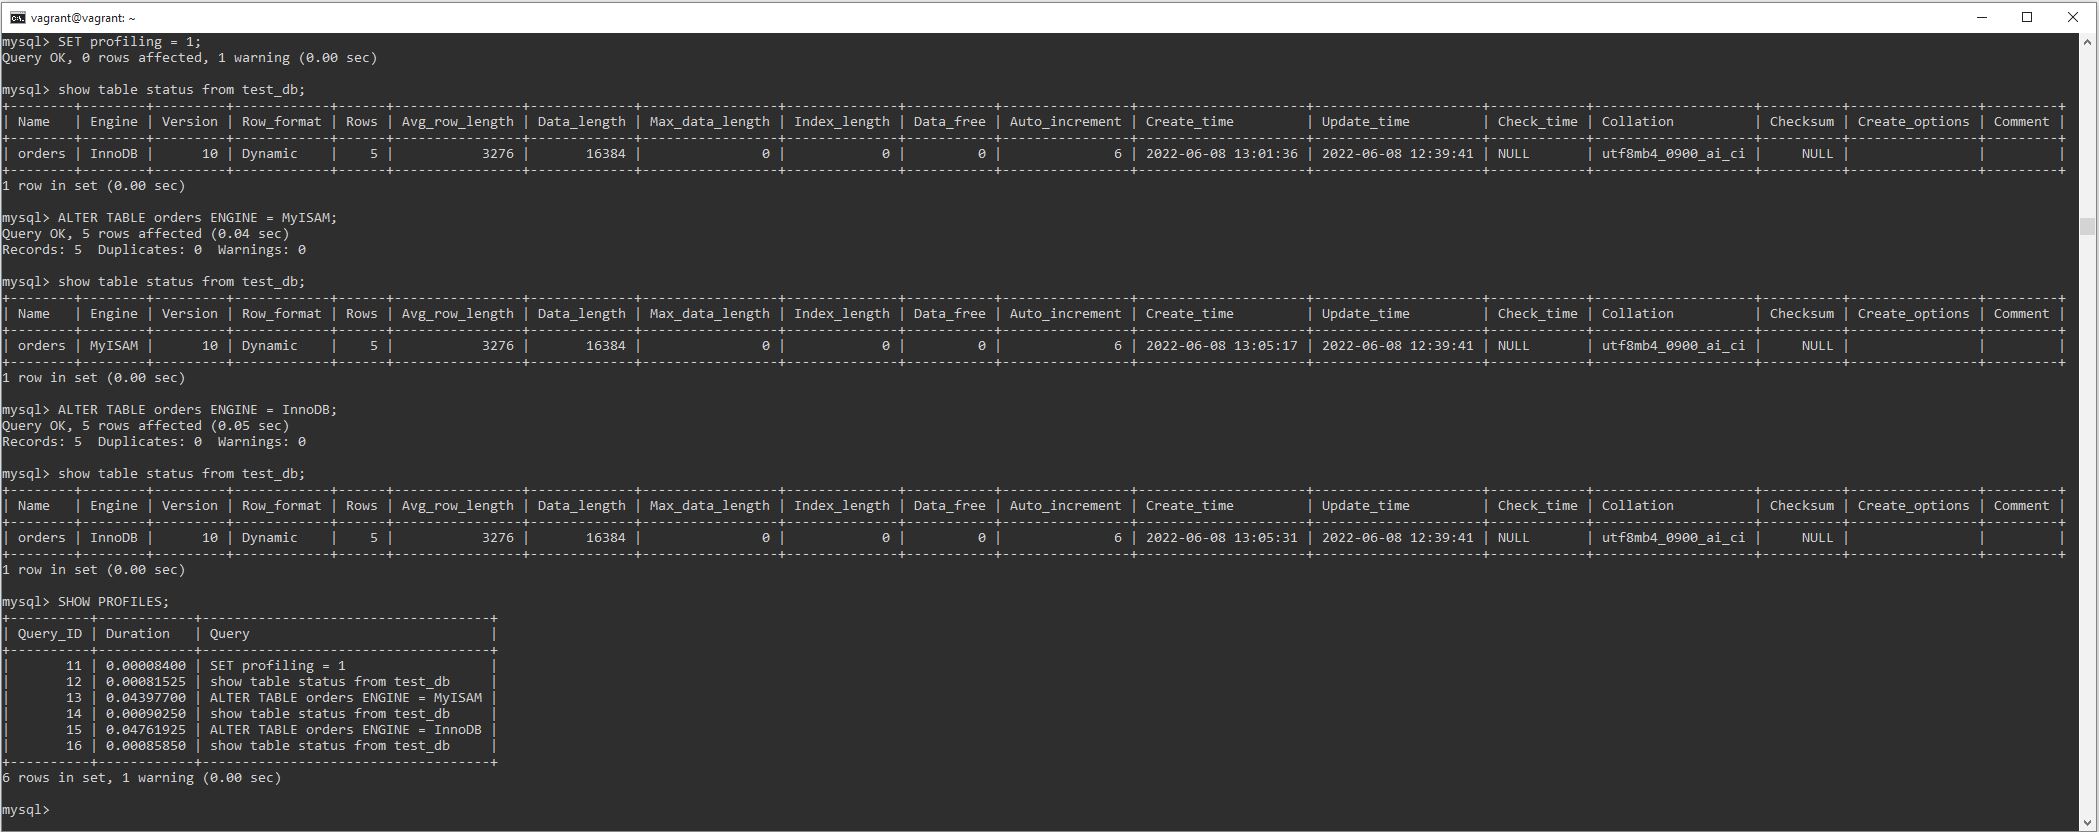 vagrant@vagrant: ~
mysql> SET profiling = 1;
Query OK, 0 rows affected, 1 warning (0.00 sec)
mysql> show table status from test_db;
+--------+--------+---------+------------+------+----------------+-------------+-----------------+--------------+-----------+----------------+---------------------+---------------------+------------+--------------------+----------+----------------+---------+
| Name   | Engine | Version | Row_format | Rows | Avg_row_length | Data_length | Max_data_length | Index_length | Data_free | Auto_increment | Create_time         | Update_time         | Check_time | Collation          | Checksum | Create_options | Comment |
+--------+--------+---------+------------+------+----------------+-------------+-----------------+--------------+-----------+----------------+---------------------+---------------------+------------+--------------------+----------+----------------+---------+
| orders | InnoDB |      10 | Dynamic    |    5 |           3276 |       16384 |               0 |            0 |         0 |              6 | 2022-06-08 13:01:36 | 2022-06-08 12:39:41 | NULL       | utf8mb4_0900_ai_ci |     NULL |                |         |
+--------+--------+---------+------------+------+----------------+-------------+-----------------+--------------+-----------+----------------+---------------------+---------------------+------------+--------------------+----------+----------------+---------+
1 row in set (0.00 sec)
mysql> ALTER TABLE orders ENGINE = MyISAM;
Query OK, 5 rows affected (0.04 sec)
Records: 5  Duplicates: 0  Warnings: 0
mysql> show table status from test_db;
+--------+--------+---------+------------+------+----------------+-------------+-----------------+--------------+-----------+----------------+---------------------+---------------------+------------+--------------------+----------+----------------+---------+
| Name   | Engine | Version | Row_format | Rows | Avg_row_length | Data_length | Max_data_length | Index_length | Data_free | Auto_increment | Create_time         | Update_time         | Check_time | Collation          | Checksum | Create_options | Comment |
+--------+--------+---------+------------+------+----------------+-------------+-----------------+--------------+-----------+----------------+---------------------+---------------------+------------+--------------------+----------+----------------+---------+
| orders | MyISAM |      10 | Dynamic    |    5 |           3276 |       16384 |               0 |            0 |         0 |              6 | 2022-06-08 13:05:17 | 2022-06-08 12:39:41 | NULL       | utf8mb4_0900_ai_ci |     NULL |                |         |
+--------+--------+---------+------------+------+----------------+-------------+-----------------+--------------+-----------+----------------+---------------------+---------------------+------------+--------------------+----------+----------------+---------+
1 row in set (0.00 sec)
mysql> ALTER TABLE orders ENGINE = InnoDB;
Query OK, 5 rows affected (0.05 sec)
Records: 5  Duplicates: 0  Warnings: 0
mysql> show table status from test_db;
+--------+--------+---------+------------+------+----------------+-------------+-----------------+--------------+-----------+----------------+---------------------+---------------------+------------+--------------------+----------+----------------+---------+
| Name   | Engine | Version | Row_format | Rows | Avg_row_length | Data_length | Max_data_length | Index_length | Data_free | Auto_increment | Create_time         | Update_time         | Check_time | Collation          | Checksum | Create_options | Comment |
+--------+--------+---------+------------+------+----------------+-------------+-----------------+--------------+-----------+----------------+---------------------+---------------------+------------+--------------------+----------+----------------+---------+
| orders | InnoDB |      10 | Dynamic    |    5 |           3276 |       16384 |               0 |            0 |         0 |              6 | 2022-06-08 13:05:31 | 2022-06-08 12:39:41 | NULL       | utf8mb4_0900_ai_ci |     NULL |                |         |
+--------+--------+---------+------------+------+----------------+-------------+-----------------+--------------+-----------+----------------+---------------------+---------------------+------------+--------------------+----------+----------------+---------+
1 row in set (0.00 sec)
mysql> SHOW PROFILES;
+----------+------------+------------------------------------+
| Query_ID | Duration   | Query                              |
+----------+------------+------------------------------------+
|       11 | 0.00008400 | SET profiling = 1                  |
|       12 | 0.00081525 | show table status from test_db     |
|       13 | 0.04397700 | ALTER TABLE orders ENGINE = MyISAM |
|       14 | 0.00090250 | show table status from test_db     |
|       15 | 0.04761925 | ALTER TABLE orders ENGINE = InnoDB |
|       16 | 0.00085850 | show table status from test_db     |
+----------+------------+------------------------------------+
6 rows in set, 1 warning (0.00 sec)
mysql>